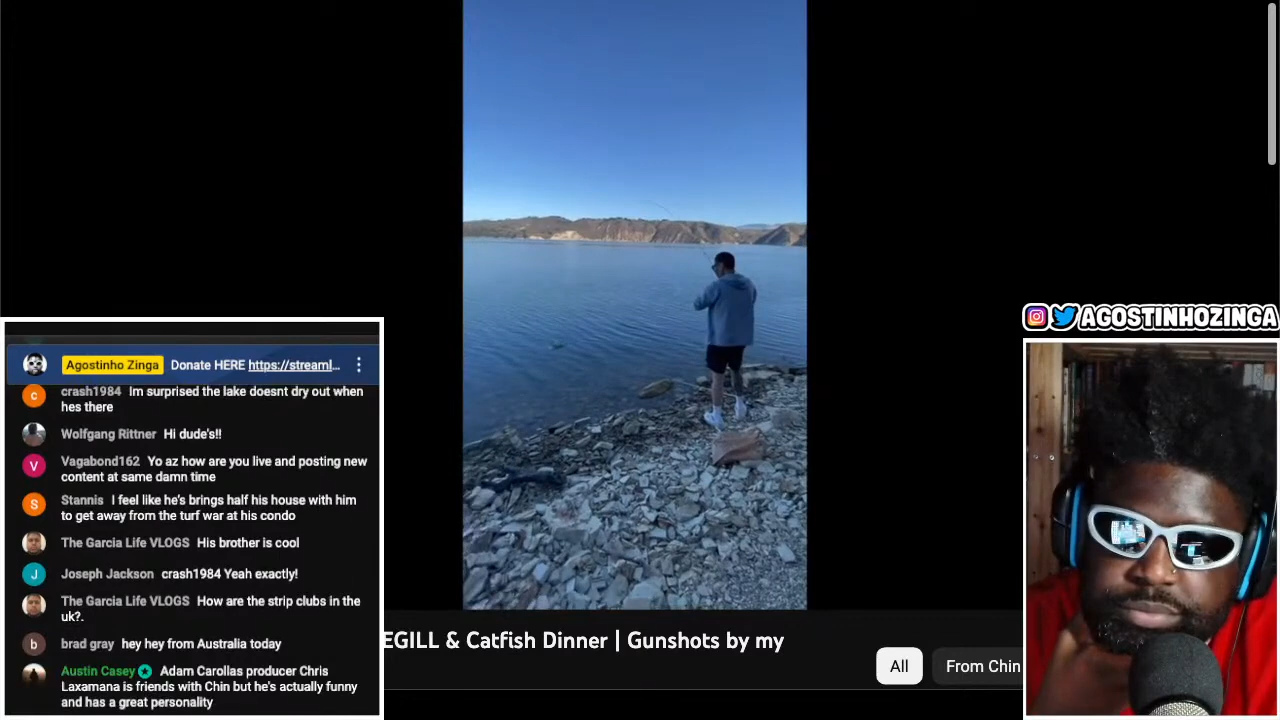 AGOSTINHOZINGA
Agostinho Zinga Donate HERE https://streaml...
crash1984 Im surprised the lake doesnt dry out when
hes there
Wolfgang Rittner Hi dude's!!
Vagabond162 Yo az how are you live and posting new
content at same damn time
Stannis I feel like he's brings half his house with him
to get away from the turf war at his condo
The Garcia Life VLOGS His brother is cool
Joseph Jackson crash1984 Yeah exactly!
The Garcia Life VLOGS How are the strip clubs in the
uk?.
brad gray hey hey from Australia today
Austin Casey Adam Carollas producer Chris
Laxamana is friends with Chin but he's actually funny
and has a great personality
EGILL & Catfish Dinner | Gunshots by my
All
From Chin